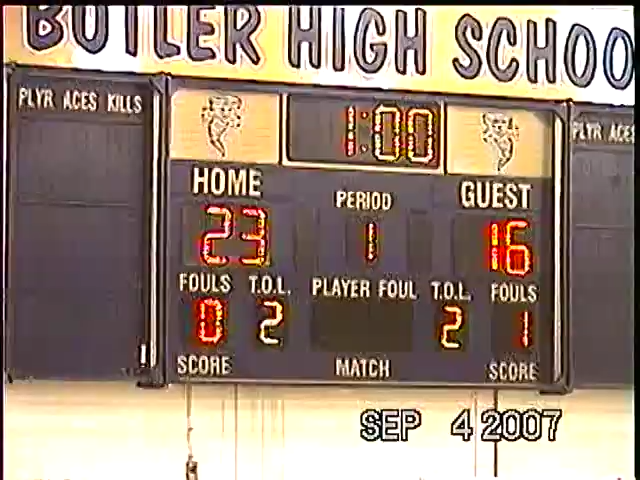 BUTLER HIGH SCHOO
PLYR ACES KILLS
1:00
PLYR ACES
HOME
PERIOD
GUEST
23
1
16
FOULS T.O.L. PLAYER FOUL T.O.L. FOULS
0 2 2 1
SCORE MATCH SCORE
SEP 4 2007